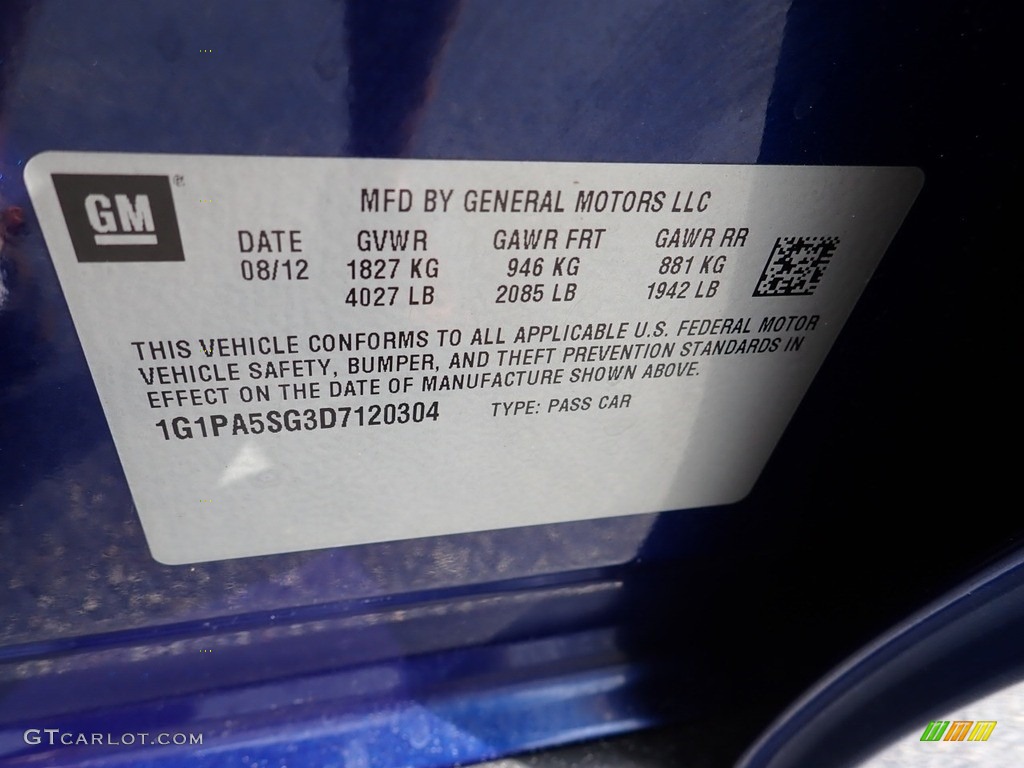 GM®
MFD BY GENERAL MOTORS LLC
DATE GVWR GAWR FRT GAWR RR
08/12 1827 KG 946 KG 881 KG
4027 LB 2085 LB 1942 LB
THIS VEHICLE CONFORMS TO ALL APPLICABLE U.S. FEDERAL MOTOR
VEHICLE SAFETY, BUMPER, AND THEFT PREVENTION STANDARDS IN
EFFECT ON THE DATE OF MANUFACTURE SHOWN ABOVE.
1G1PA5SG3D7120304 TYPE: PASS CAR
GTCARLOT.COM